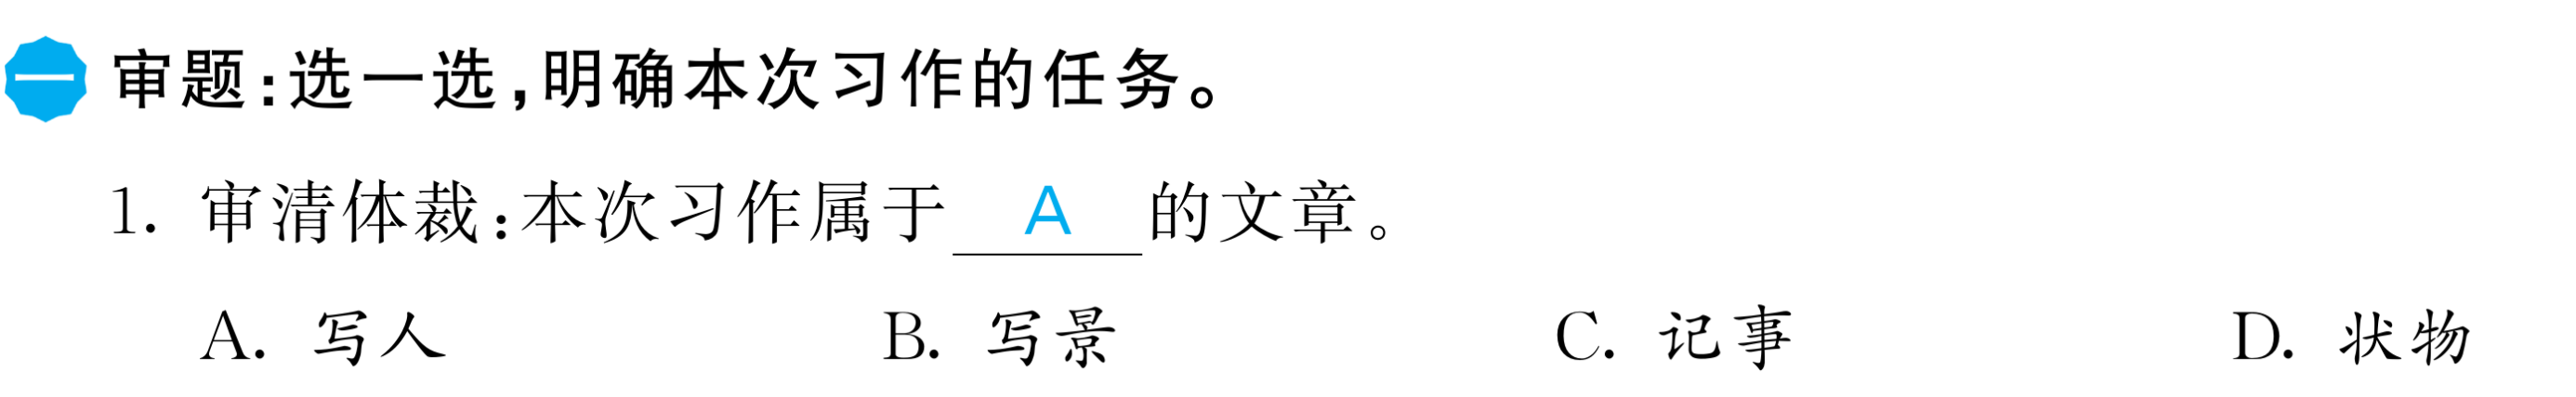 一 审题:选一选,明确本次习作的任务。
1. 审清体裁:本次习作属于 A 的文章。
A. 写人 B. 写景 C. 记事 D. 状物